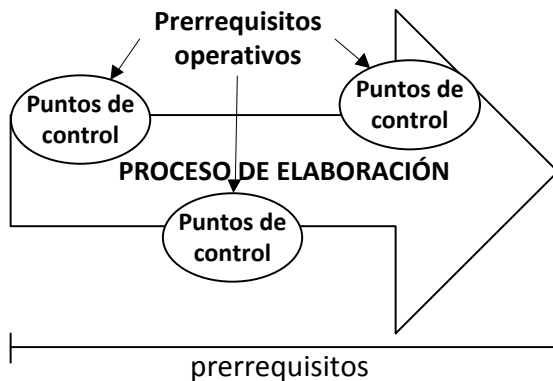 Prerrequisitos
operativos
Puntos de
control
Puntos de
control
PROCESO DE ELABORACIÓN
Puntos de
control
prerrequisitos